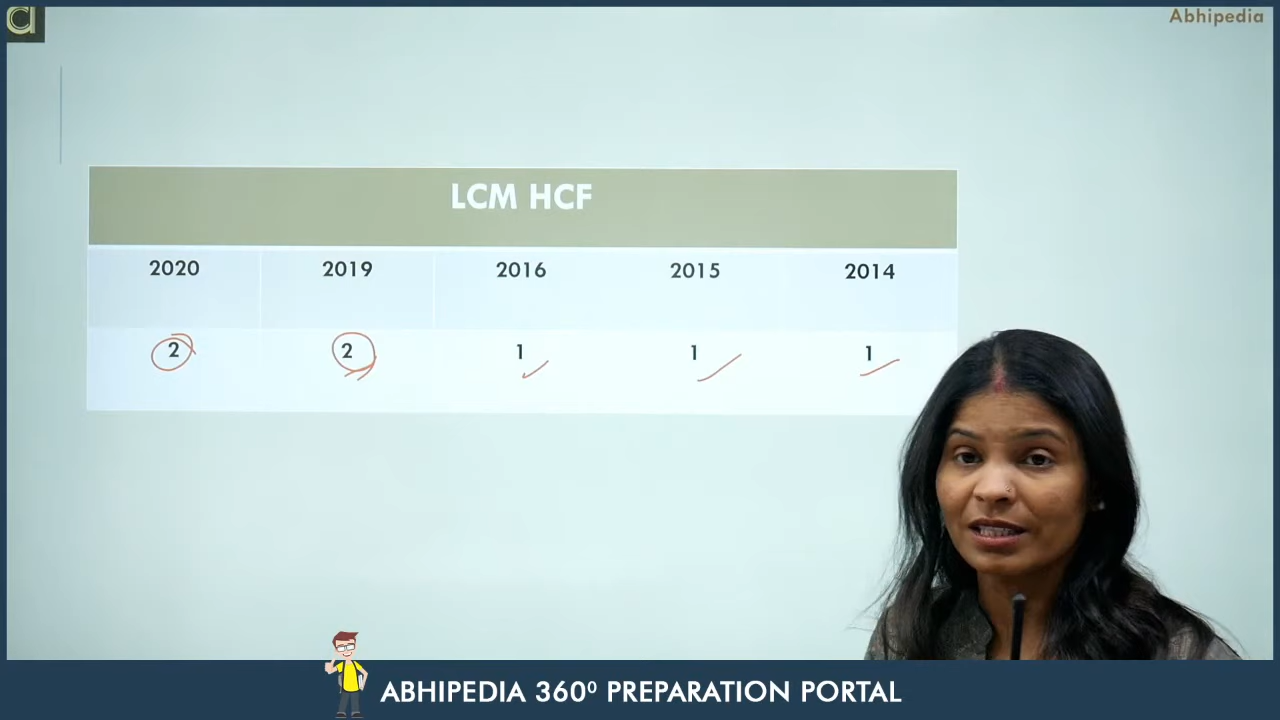 Abhipedia
LCM HCF
2020 2019 2016 2015 2014
2 2 1 1 1
ABHIPEDIA 360⁰ PREPARATION PORTAL